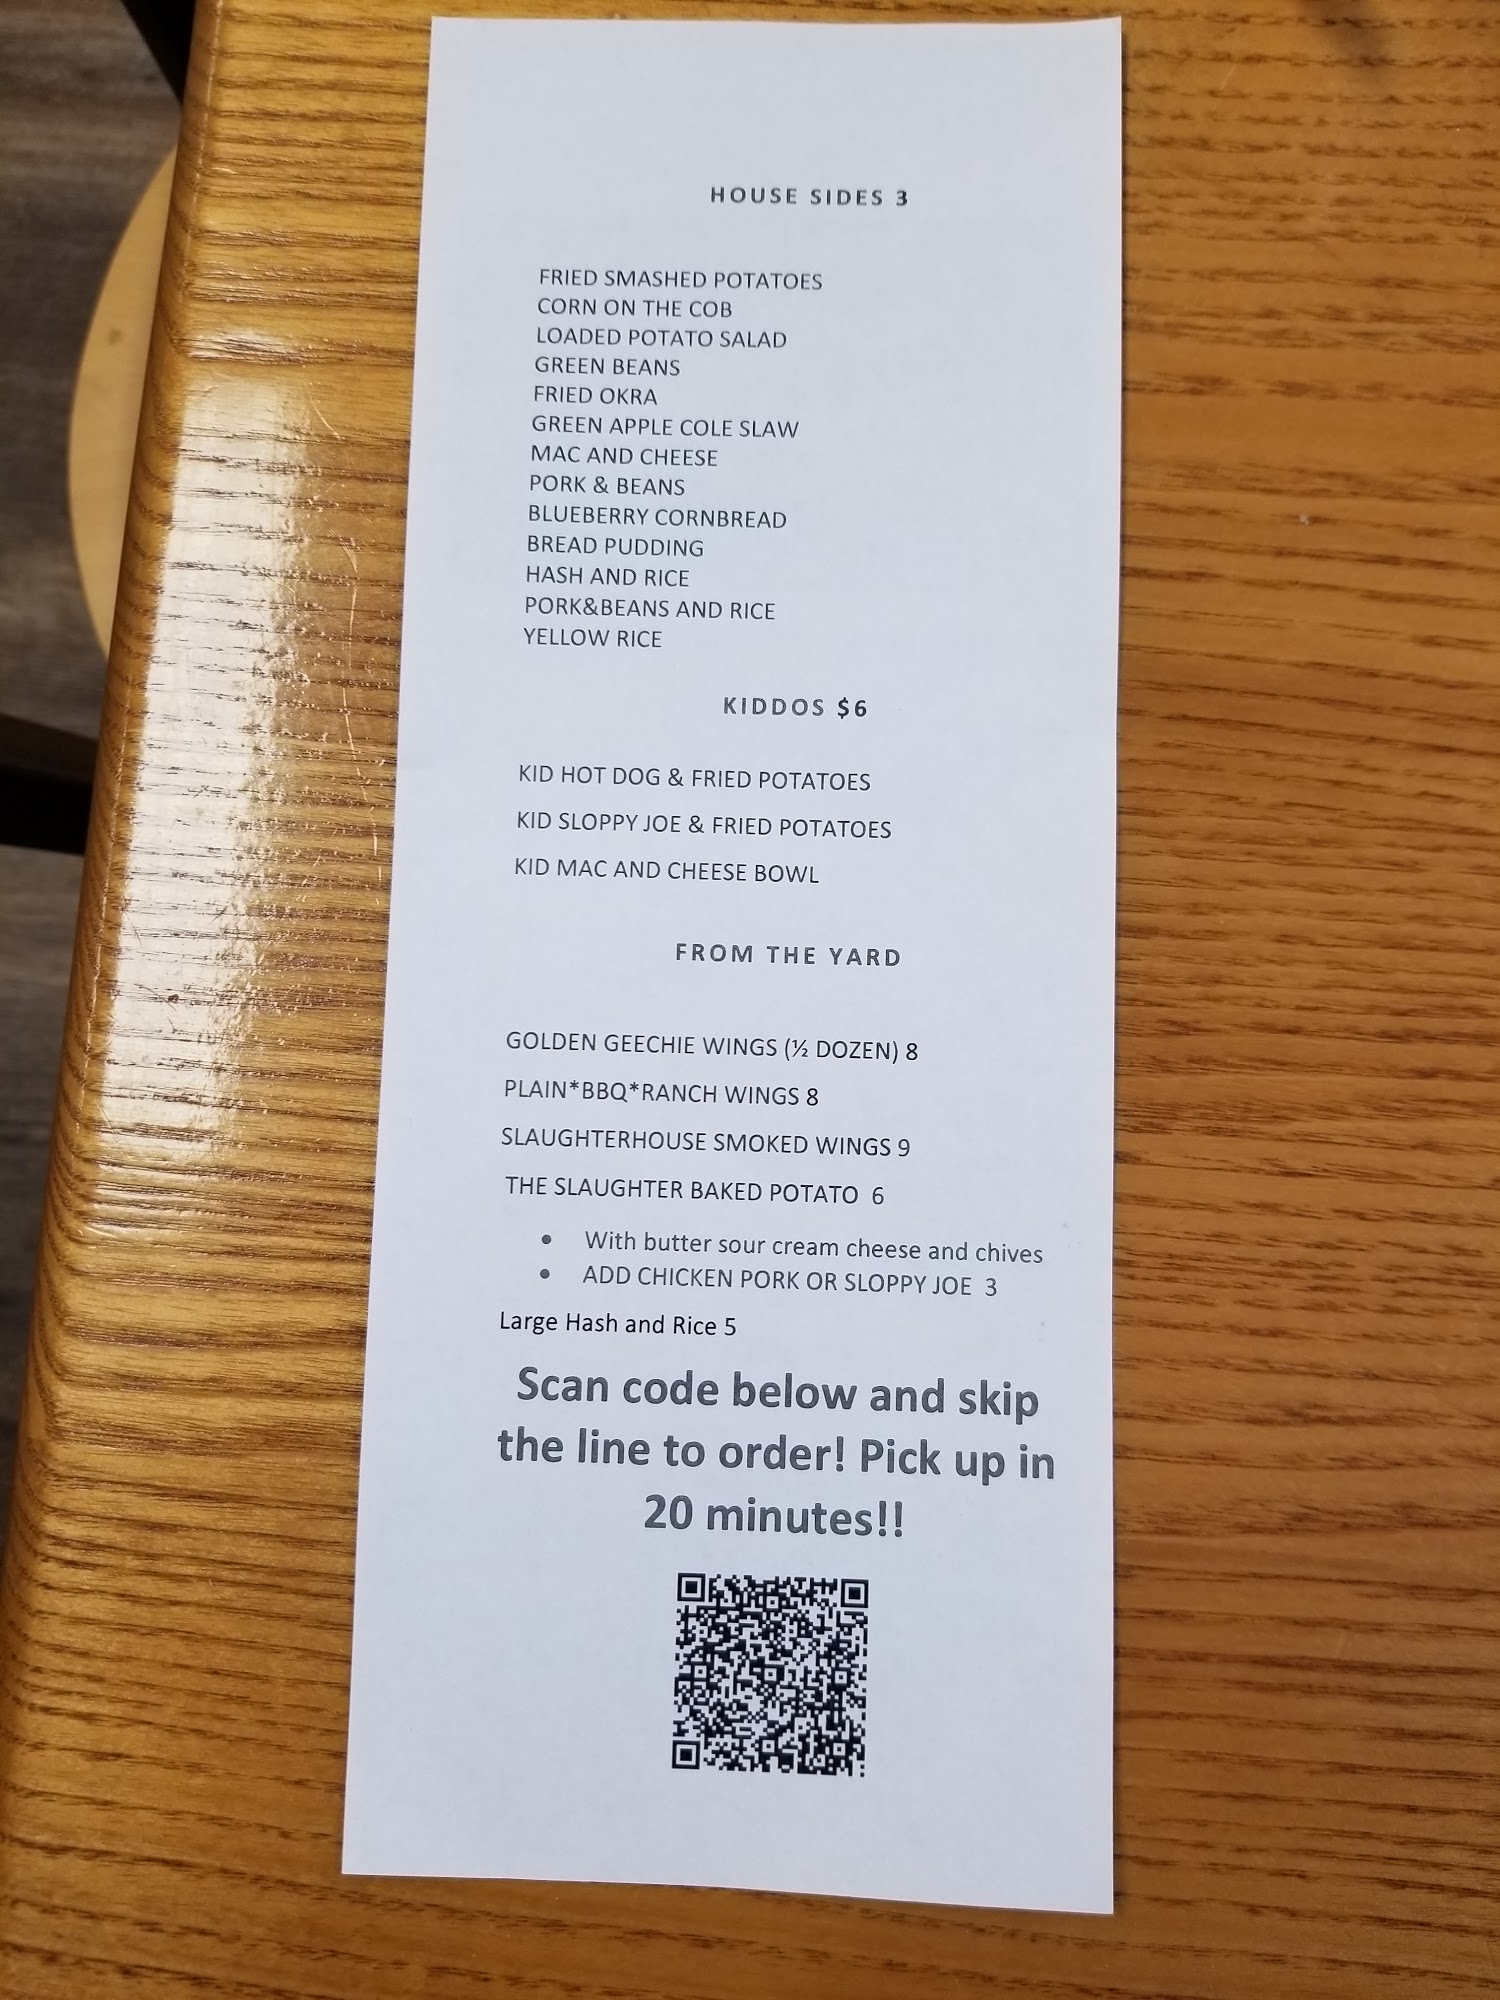 HOUSE SIDES 3
FRIED SMASHED POTATOES
CORN ON THE COB
LOADED POTATO SALAD
GREEN BEANS
FRIED OKRA
GREEN APPLE COLE SLAW
MAC AND CHEESE
PORK & BEANS
BLUEBERRY CORNBREAD
BREAD PUDDING
HASH AND RICE
PORK&BEANS AND RICE
YELLOW RICE
KIDDOS $6
KID HOT DOG & FRIED POTATOES
KID SLOPPY JOE & FRIED POTATOES
KID MAC AND CHEESE BOWL
FROM THE YARD
GOLDEN GEECHIE WINGS (½ DOZEN) 8
PLAIN*BBQ*RANCH WINGS 8
SLAUGHTERHOUSE SMOKED WINGS 9
THE SLAUGHTER BAKED POTATO 6
• With butter sour cream cheese and chives
• ADD CHICKEN PORK OR SLOPPY JOE 3
Large Hash and Rice 5
Scan code below and skip
the line to order! Pick up in
20 minutes!!